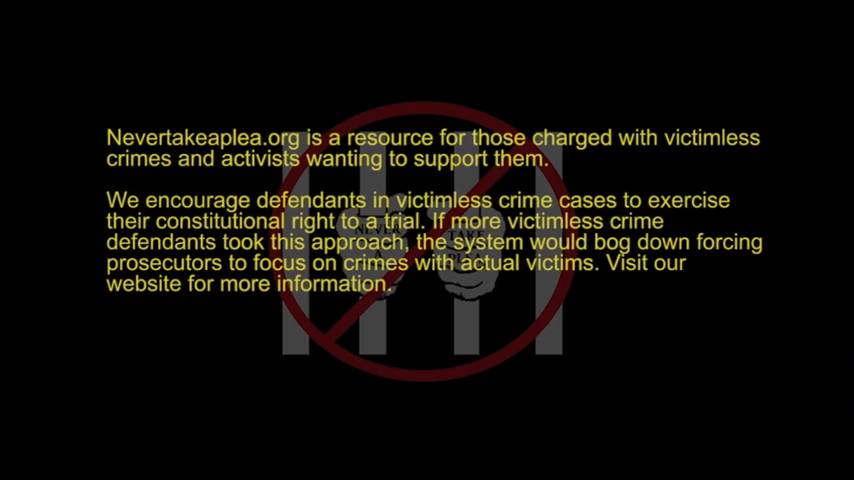 Nevertakeaplea.org is a resource for those charged with victimless
crimes and activists wanting to support them.
We encourage defendants in victimless crime cases to exercise
their constitutional right to a trial. If more victimless crime
defendants took this approach, the system would bog down forcing
prosecutors to focus on crimes with actual victims. Visit our
website for more information.
NEVER TAKE
A PLEA